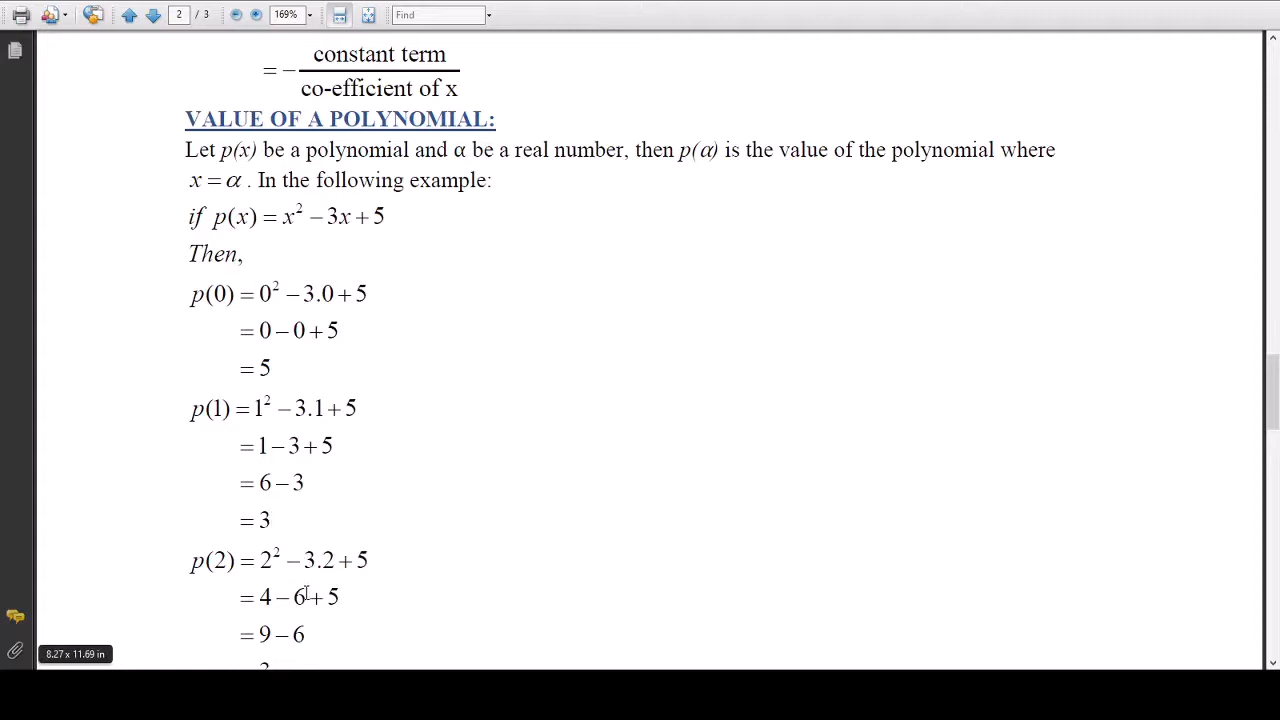 2 / 3 169% Find
constant term
= − ―
co-efficient of x
VALUE OF A POLYNOMIAL:
Let p(x) be a polynomial and α be a real number, then p(α) is the value of the polynomial where
x = α . In the following example:
if p(x) = x² − 3x + 5
Then,
p(0) = 0² − 3.0 + 5
= 0 − 0 + 5
= 5
p(1) = 1² − 3.1 + 5
= 1 − 3 + 5
= 6 − 3
= 3
p(2) = 2² − 3.2 + 5
= 4 − 6 + 5
= 9 − 6
8.27 x 11.69 in